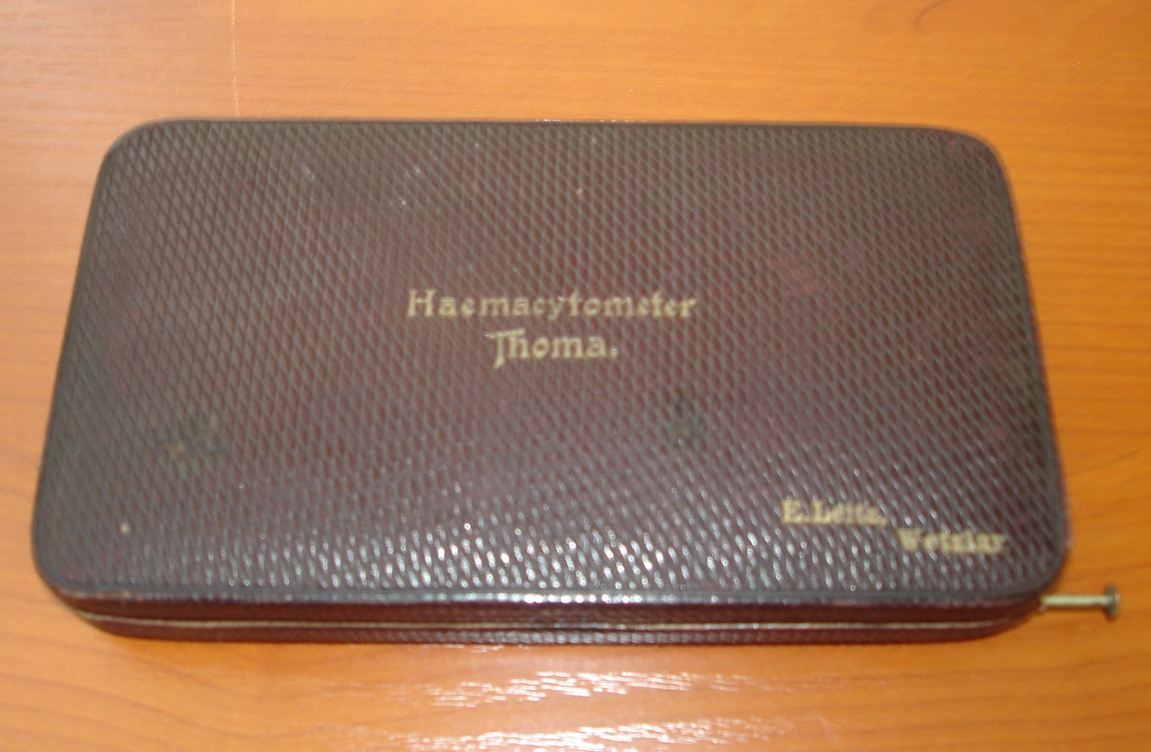 Haemacytometer
Thoma.
E. Leitz,
Wetzlar